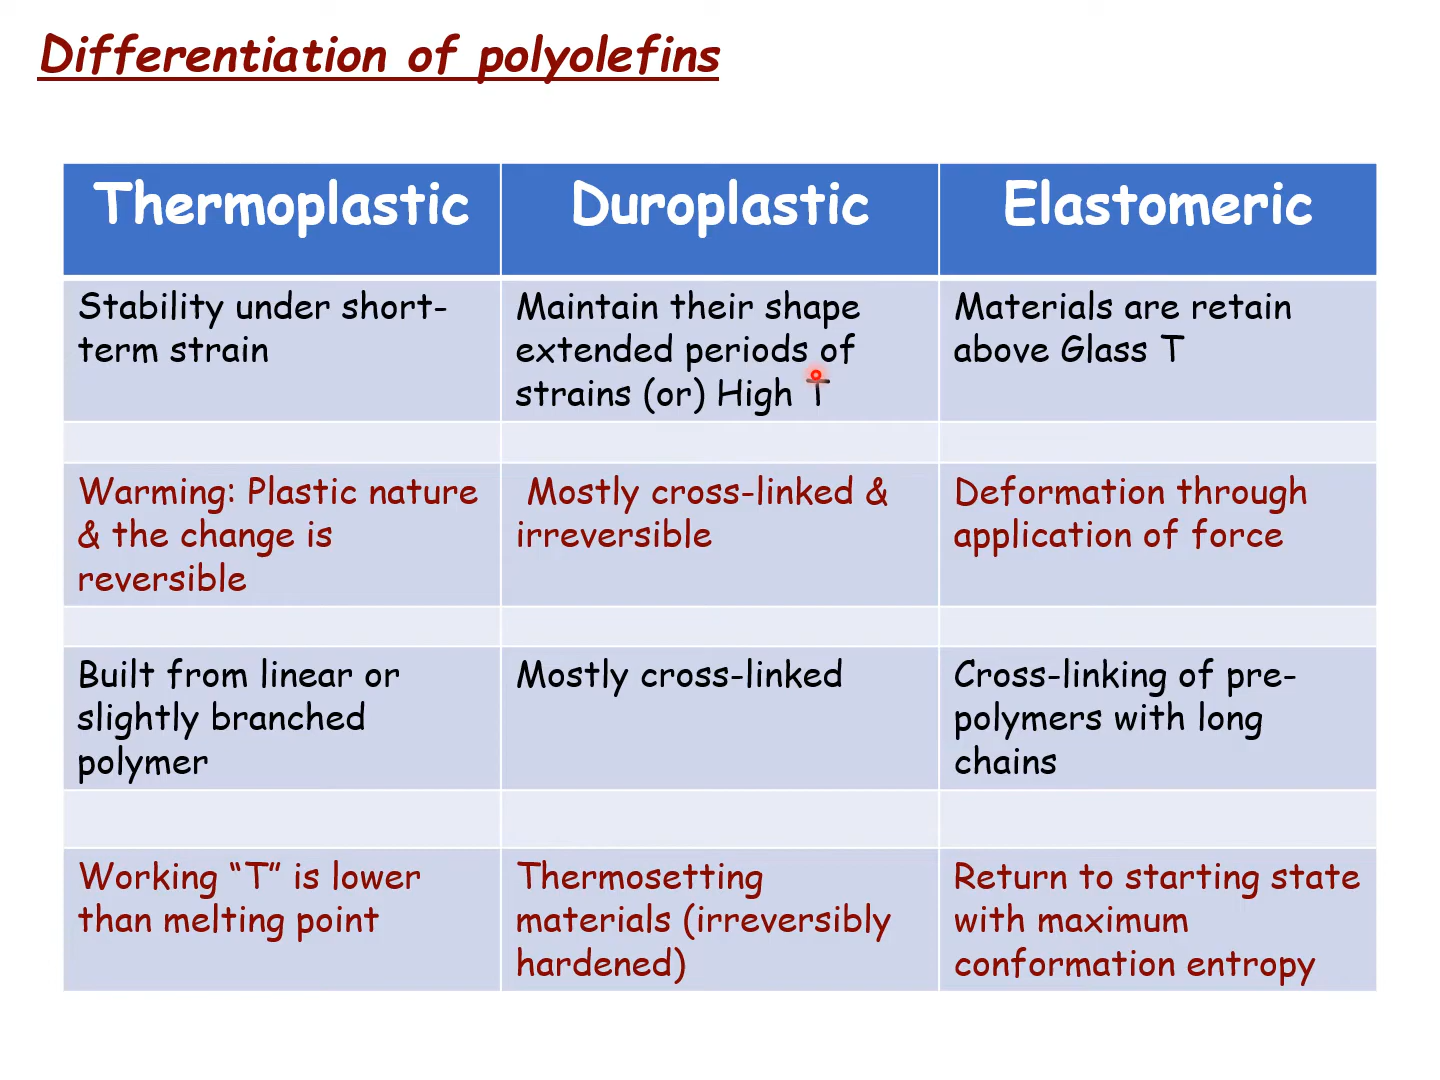 Differentiation of polyolefins
Thermoplastic
Duroplastic
Elastomeric
Stability under short-
term strain
Maintain their shape
extended periods of
strains (or) High T
Materials are retain
above Glass T
Warming: Plastic nature
& the change is
reversible
Mostly cross-linked &
irreversible
Deformation through
application of force
Built from linear or
slightly branched
polymer
Mostly cross-linked
Cross-linking of pre-
polymers with long
chains
Working “T” is lower
than melting point
Thermosetting
materials (irreversibly
hardened)
Return to starting state
with maximum
conformation entropy